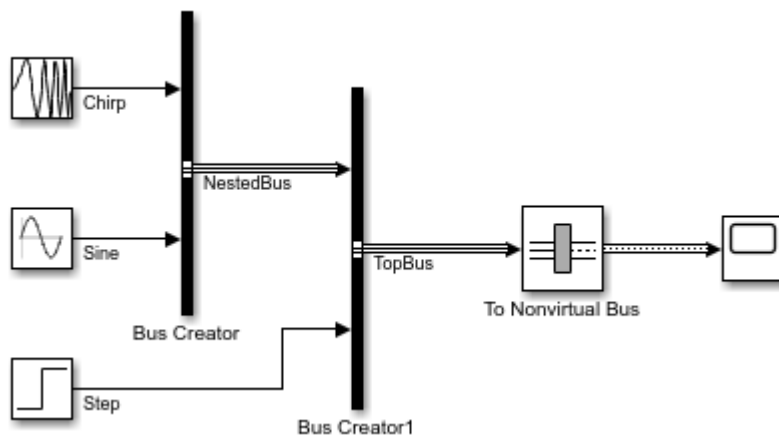 Chirp
NestedBus
Sine
TopBus
To Nonvirtual Bus
Bus Creator
Step
Bus Creator1